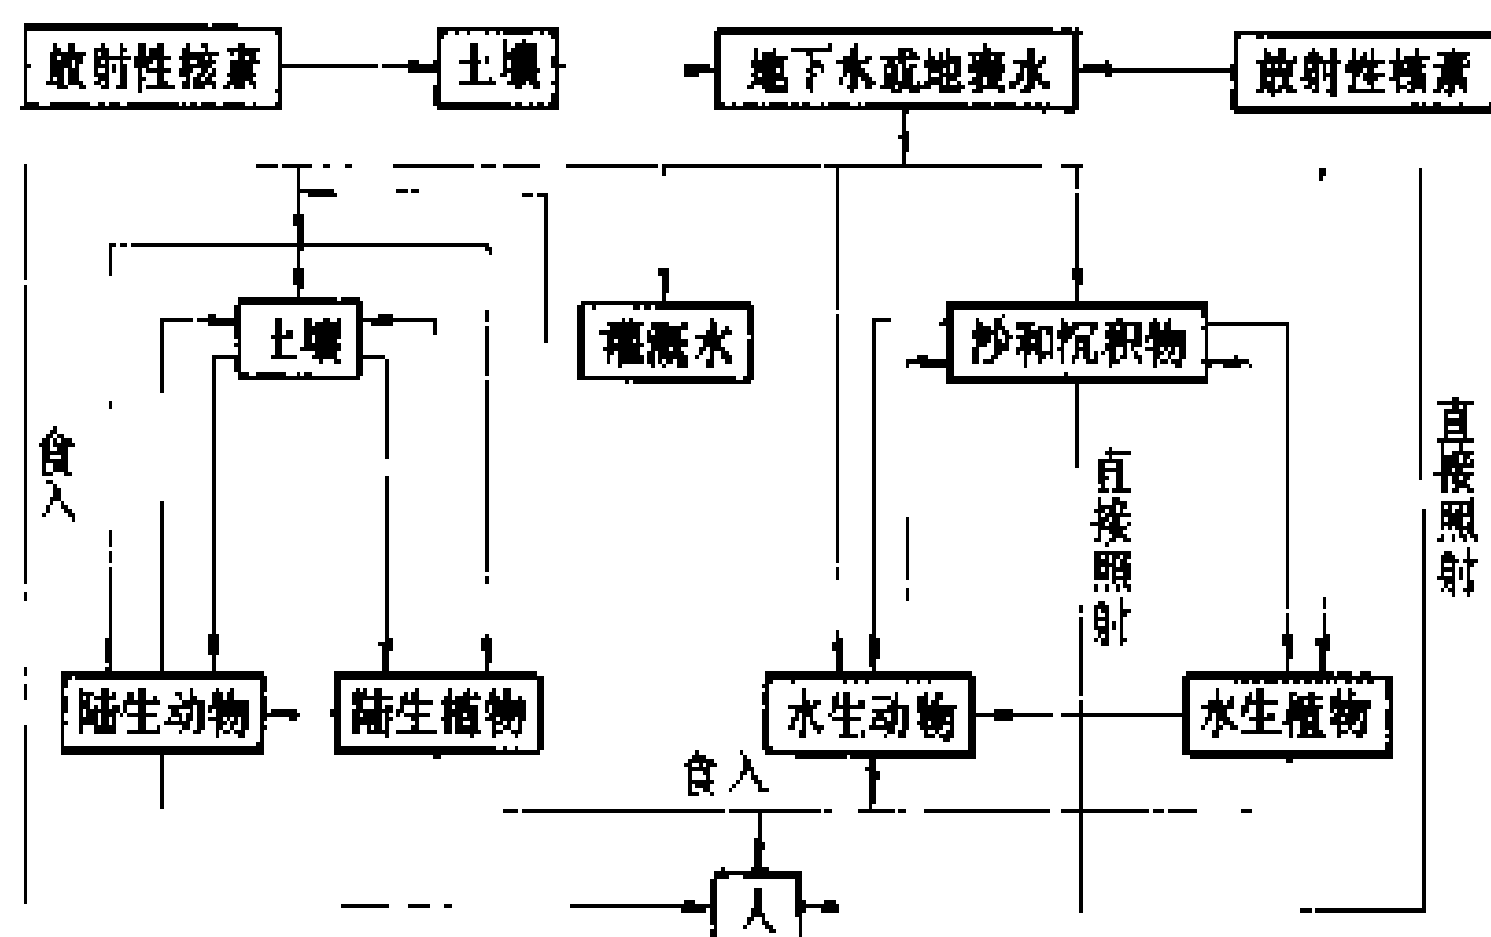 放射性核素
土壤
地下水或地表水
放射性核素
土壤
灌溉水
沙和沉积物
食入
直接照射
直接照射
陆生动物
陆生植物
水生动物
水生植物
食入
人